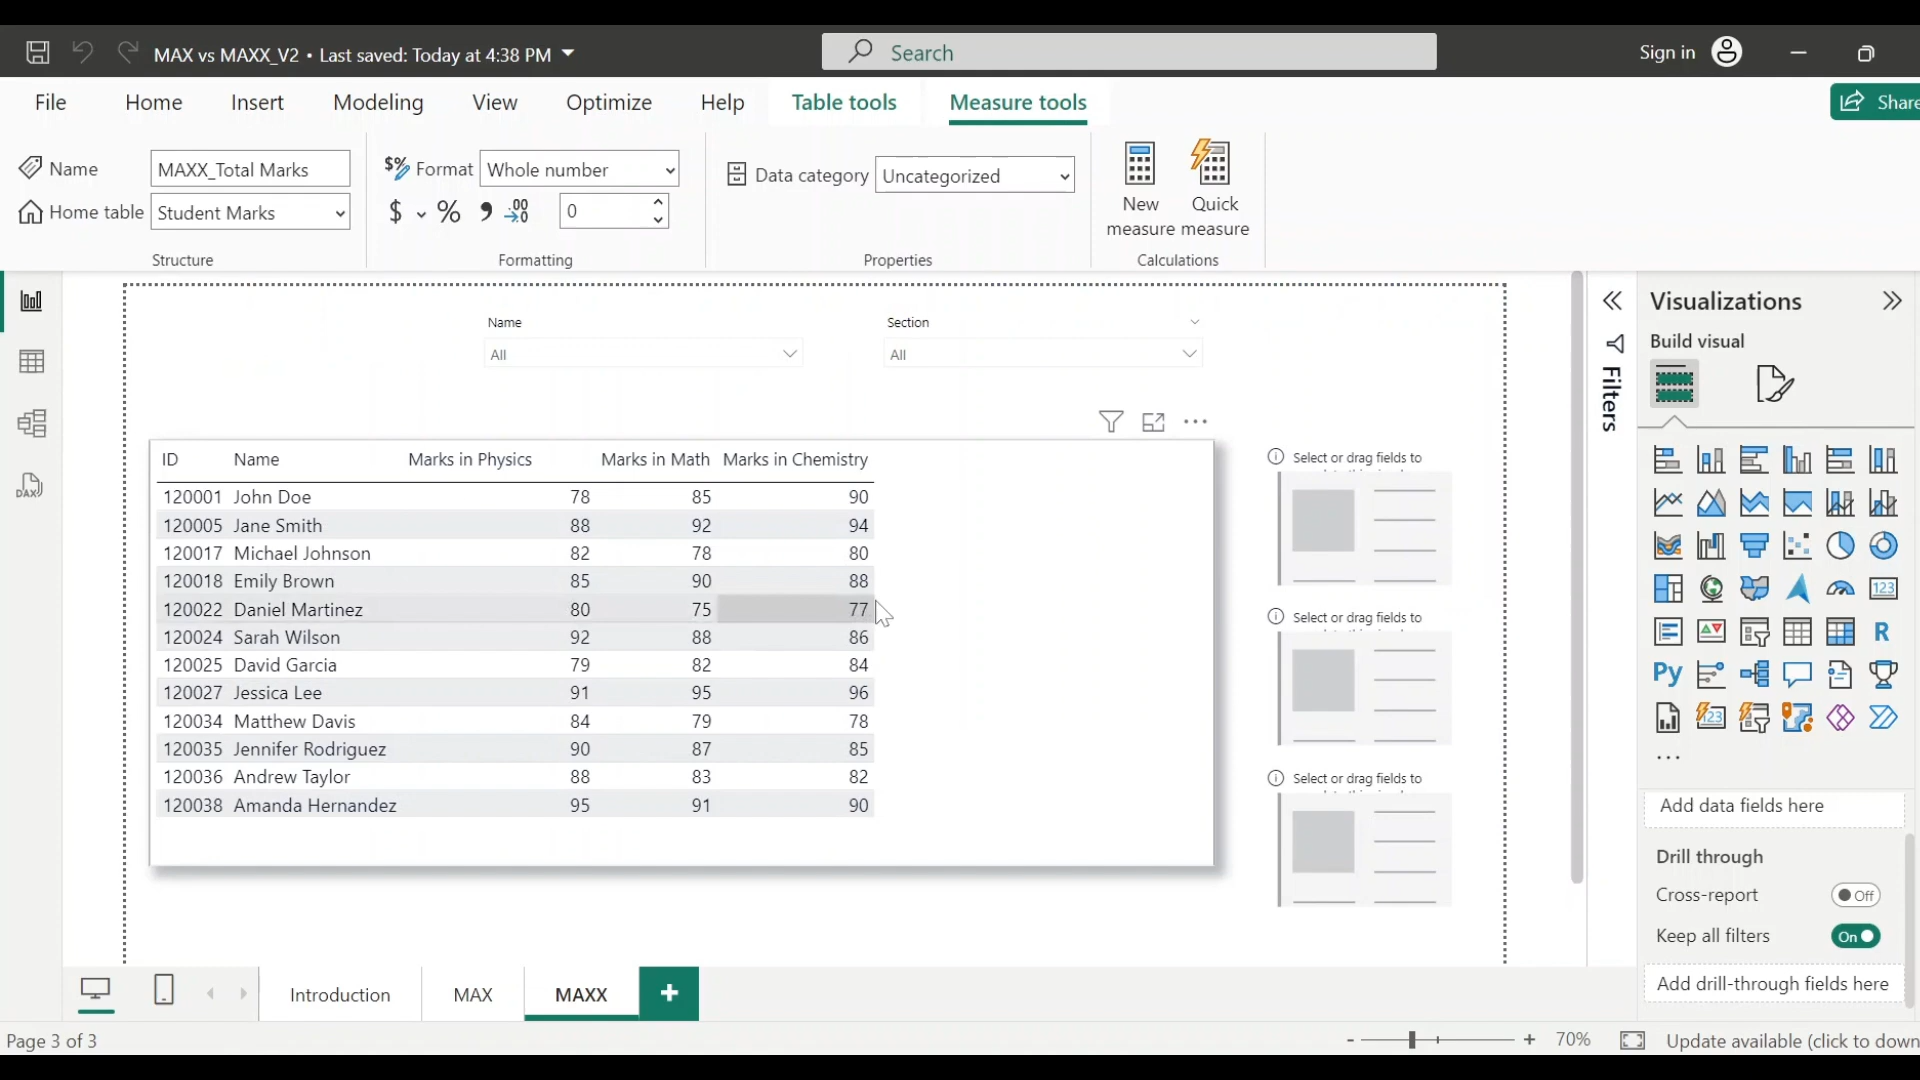 MAX vs MAXX_V2 • Last saved: Today at 4:38 PM
Search
Sign in
File Home Insert Modeling View Optimize Help Table tools Measure tools
Share
Name MAXX_Total Marks
Home table Student Marks
Structure
$% Format Whole number
$ % , .00 0
Formatting
Data category Uncategorized
Properties
New measure
Quick measure
Calculations
Name
All
Section
All
ID Name Marks in Physics Marks in Math Marks in Chemistry
120001 John Doe 78 85 90
120005 Jane Smith 88 92 94
120017 Michael Johnson 82 78 80
120018 Emily Brown 85 90 88
120022 Daniel Martinez 80 75 77
120024 Sarah Wilson 92 88 86
120025 David Garcia 79 82 84
120027 Jessica Lee 91 95 96
120034 Matthew Davis 84 79 78
120035 Jennifer Rodriguez 90 87 85
120036 Andrew Taylor 88 83 82
120038 Amanda Hernandez 95 91 90
Select or drag fields to
Select or drag fields to
Select or drag fields to
Filters
Visualizations
Build visual
123
R
Py
123
Add data fields here
Drill through
Cross-report Off
Keep all filters On
Add drill-through fields here
DAX
Introduction MAX MAXX +
Page 3 of 3
- + 70%
Update available (click to down